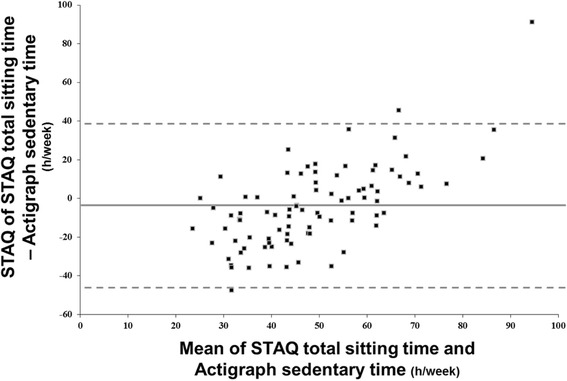 STAQ of STAQ total sitting time
– Actigraph sedentary time
(h/week)
100
80
60
40
20
0
-20
-40
-60
0 10 20 30 40 50 60 70 80 90 100
Mean of STAQ total sitting time and
Actigraph sedentary time (h/week)